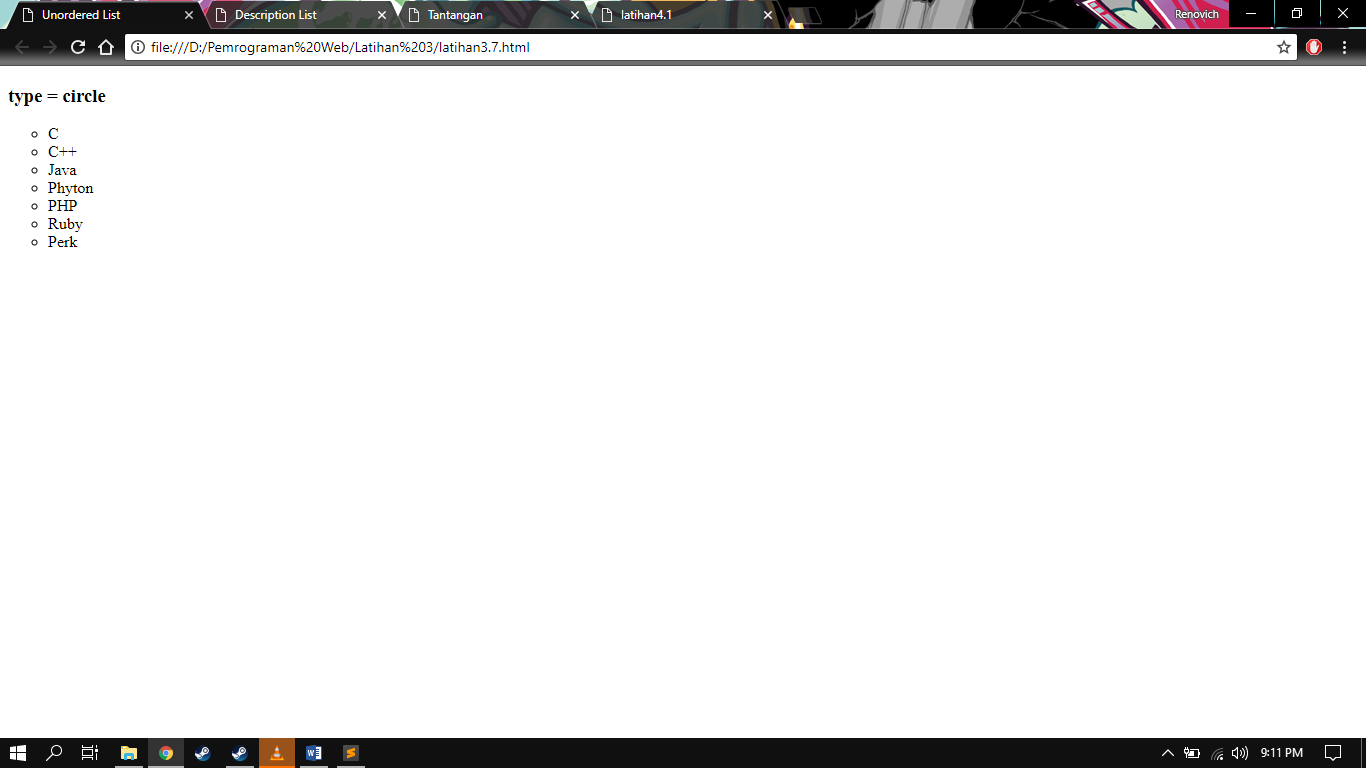 Unordered List
Description List
Tantangan
latihan4.1
Renovich
file:///D:/Pemrograman%20Web/Latihan%203/latihan3.7.html
type = circle
C
C++
Java
Phyton
PHP
Ruby
Perk
9:11 PM